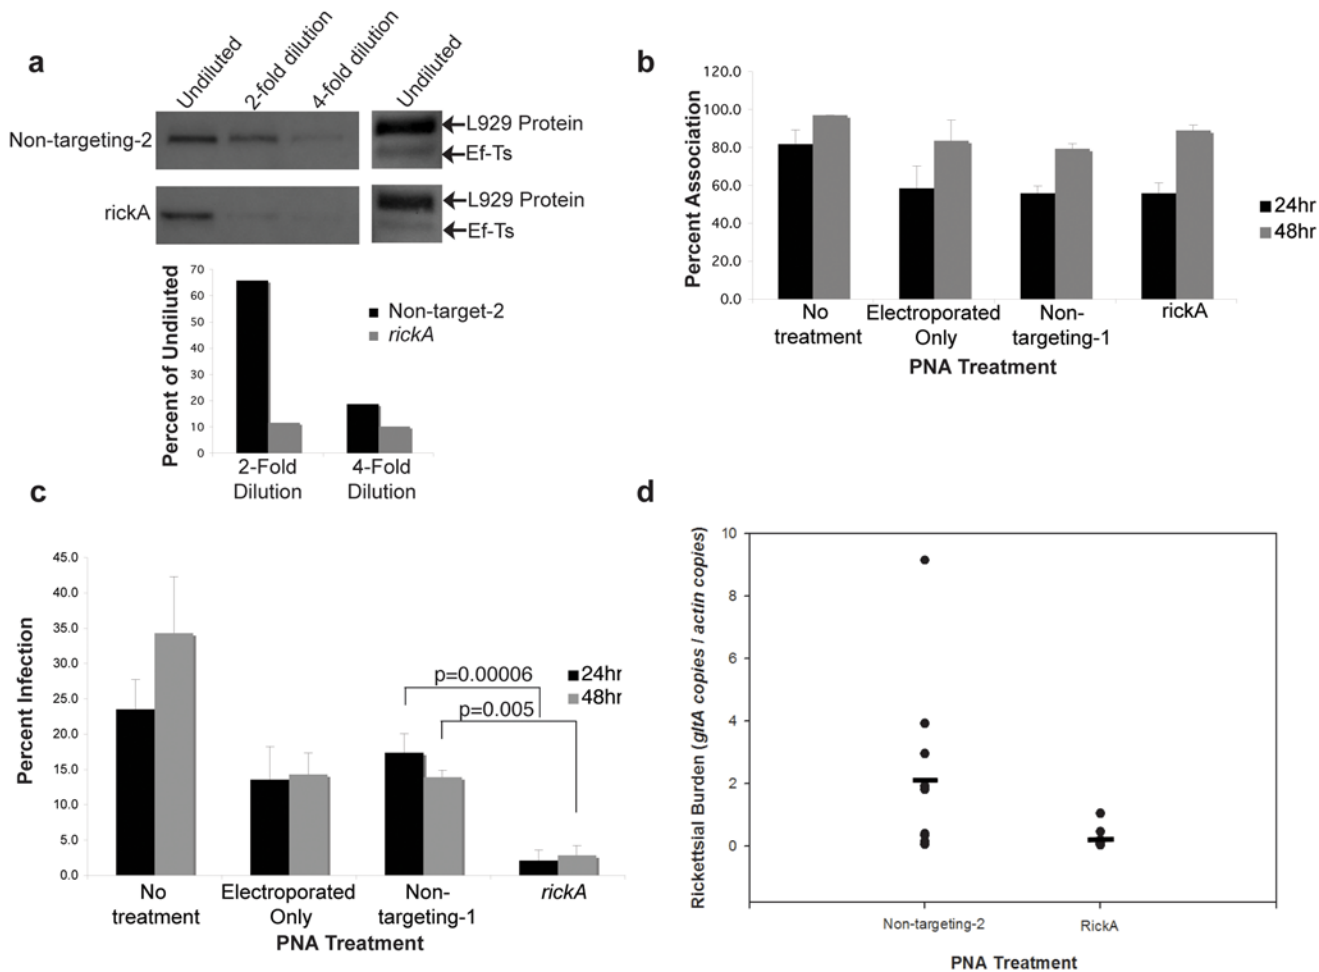 a
Undiluted
2-fold dilution
4-fold dilution
Undiluted
Non-targeting-2
L929 Protein
Ef-Ts
rickA
L929 Protein
Ef-Ts
Percent of Undiluted
70
60
50
40
30
20
10
0
Non-target-2
rickA
2-Fold Dilution
4-Fold Dilution
b
Percent Association
120.0
100.0
80.0
60.0
40.0
20.0
0.0
24hr
48hr
No treatment
Electroporated Only
Non-targeting-1
rickA
PNA Treatment
c
Percent Infection
45.0
40.0
35.0
30.0
25.0
20.0
15.0
10.0
5.0
0.0
p=0.00006
p=0.005
24hr
48hr
No treatment
Electroporated Only
Non-targeting-1
rickA
PNA Treatment
d
Rickettsial Burden (gltA copies / actin copies)
10
8
6
4
2
0
Non-targeting-2
RickA
PNA Treatment